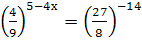 (4/9)^{5-4x} = (27/8)^{-14}